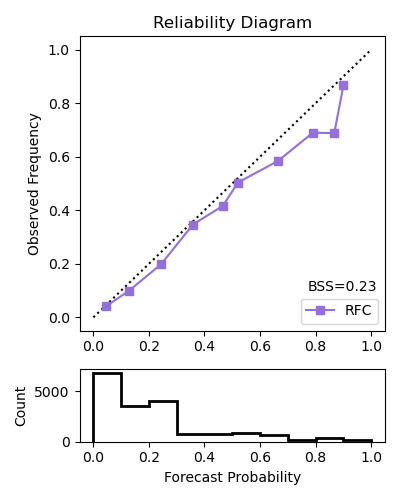 Reliability Diagram
1.0
0.8
0.6
0.4
0.2
0.0
Observed Frequency
BSS=0.23
RFC
0.0 0.2 0.4 0.6 0.8 1.0
5000
0
Count
0.0 0.2 0.4 0.6 0.8 1.0
Forecast Probability